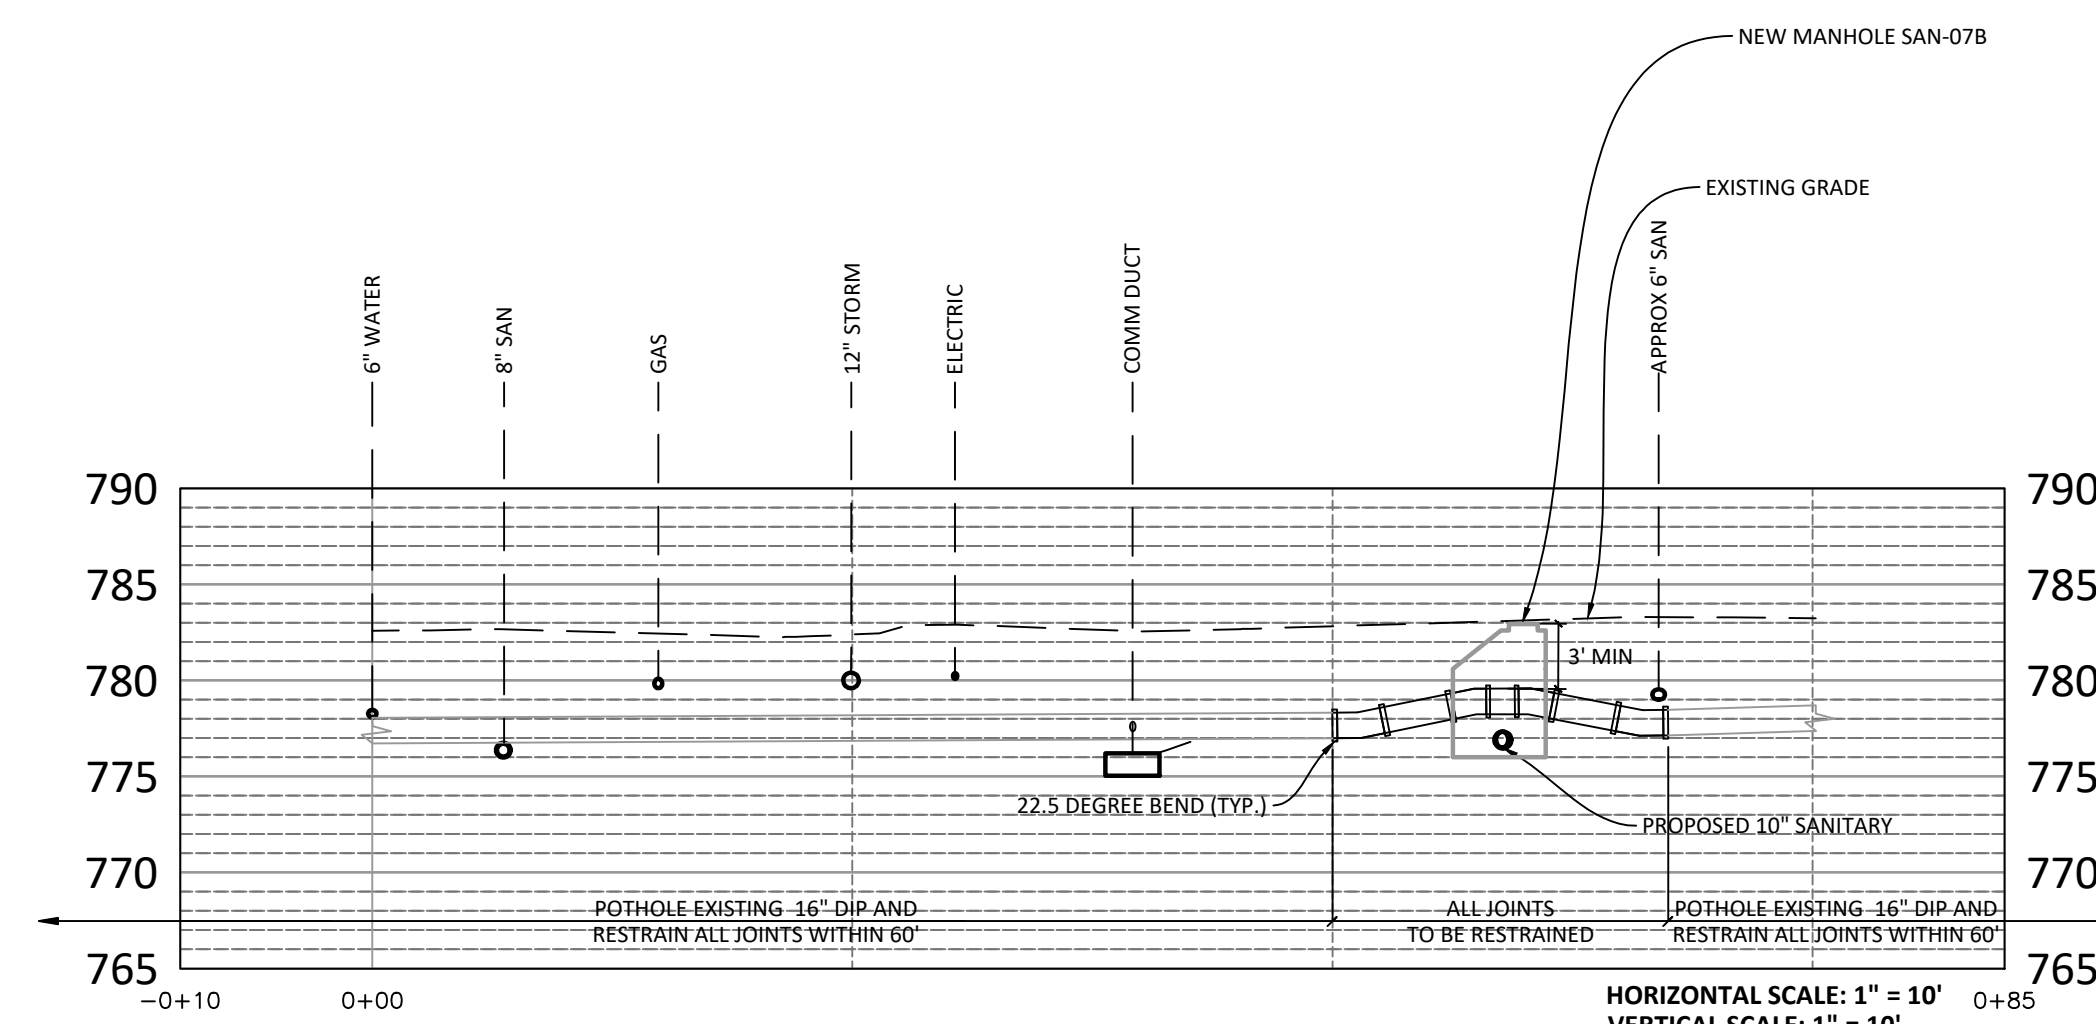 NEW MANHOLE SAN-07B
EXISTING GRADE
6" WATER
8" SAN
GAS
12" STORM
ELECTRIC
COMM DUCT
APPROX 6" SAN
790
790
785
785
3' MIN
780
780
775
775
22.5 DEGREE BEND (TYP.)
PROPOSED 10" SANITARY
770
770
POTHOLE EXISTING 16" DIP AND
RESTRAIN ALL JOINTS WITHIN 60'
ALL JOINTS
TO BE RESTRAINED
POTHOLE EXISTING 16" DIP AND
RESTRAIN ALL JOINTS WITHIN 60'
765
765
-0+10
0+00
HORIZONTAL SCALE: 1" = 10'
0+85
VERTICAL SCALE: 1" = 10'